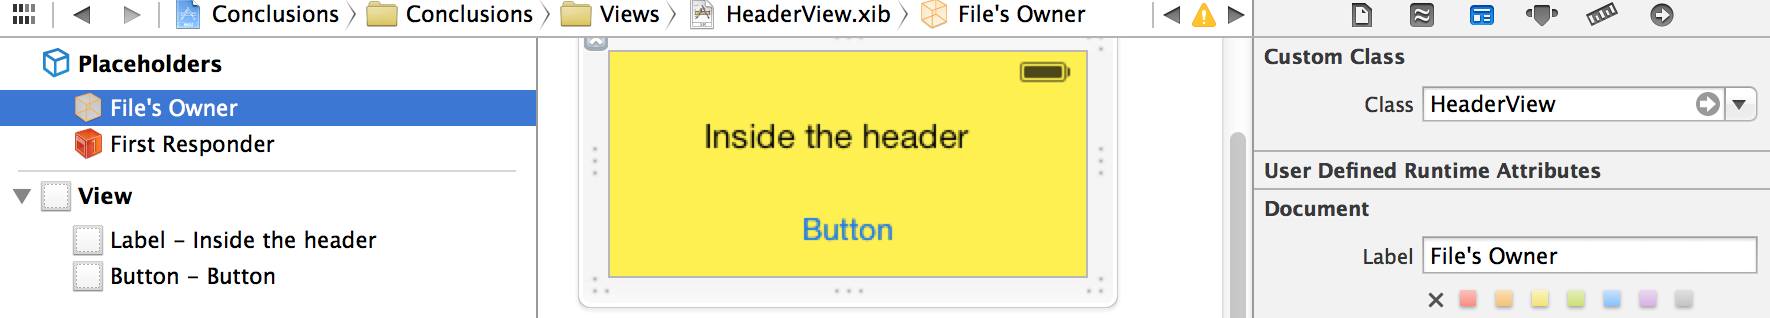 Conclusions Conclusions Views HeaderView.xib File's Owner
Placeholders
File's Owner
First Responder
View
Label - Inside the header
Button - Button
Inside the header
Button
Custom Class
Class HeaderView
User Defined Runtime Attributes
Document
Label File's Owner